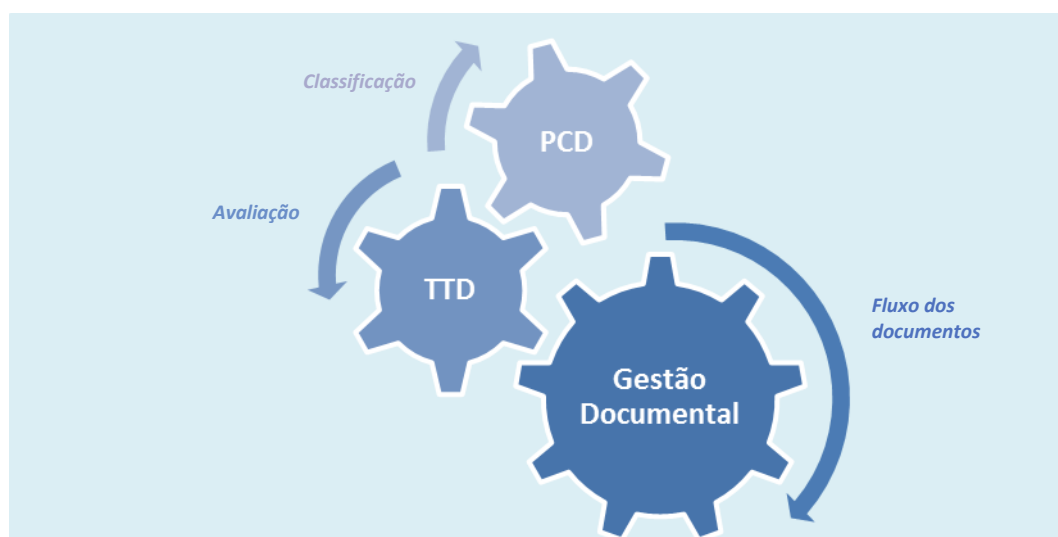 Classificação
PCD
Avaliação
TTD
Fluxo dos
documentos
Gestão
Documental